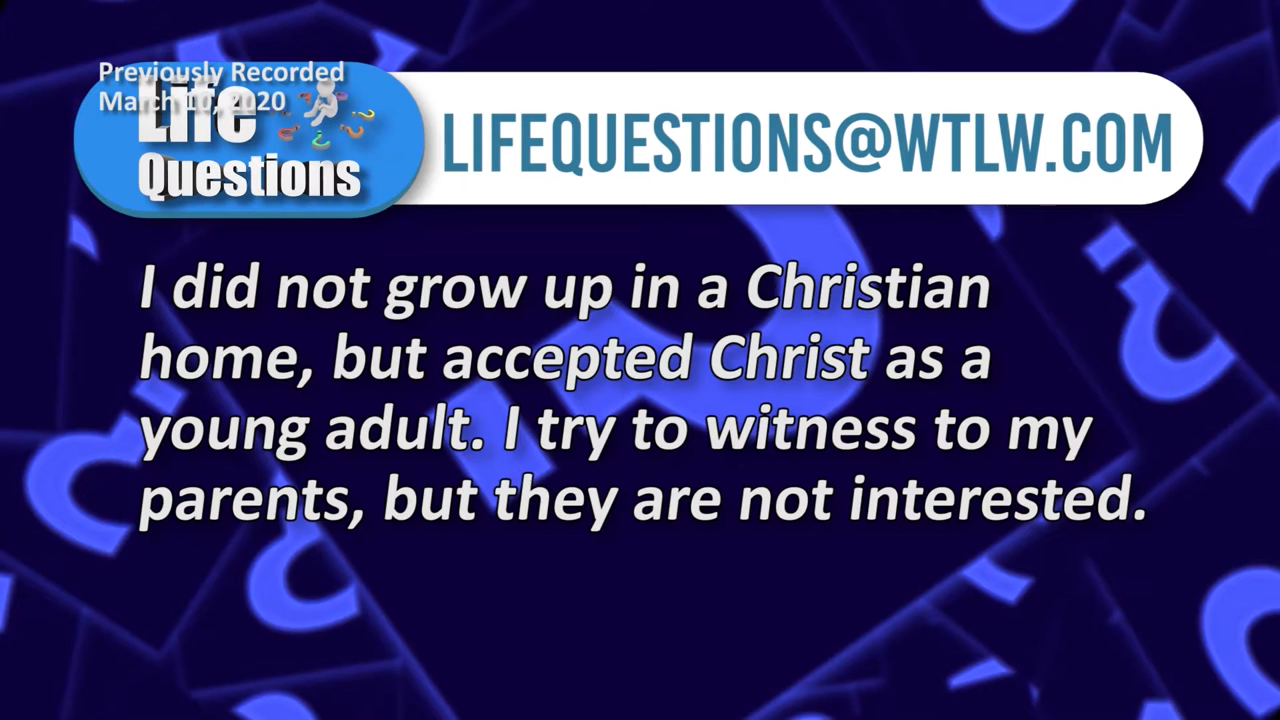 Previously Recorded
March 10, 2020
Life
Questions
LIFEQUESTIONS@WTLW.COM
I did not grow up in a Christian
home, but accepted Christ as a
young adult. I try to witness to my
parents, but they are not interested.